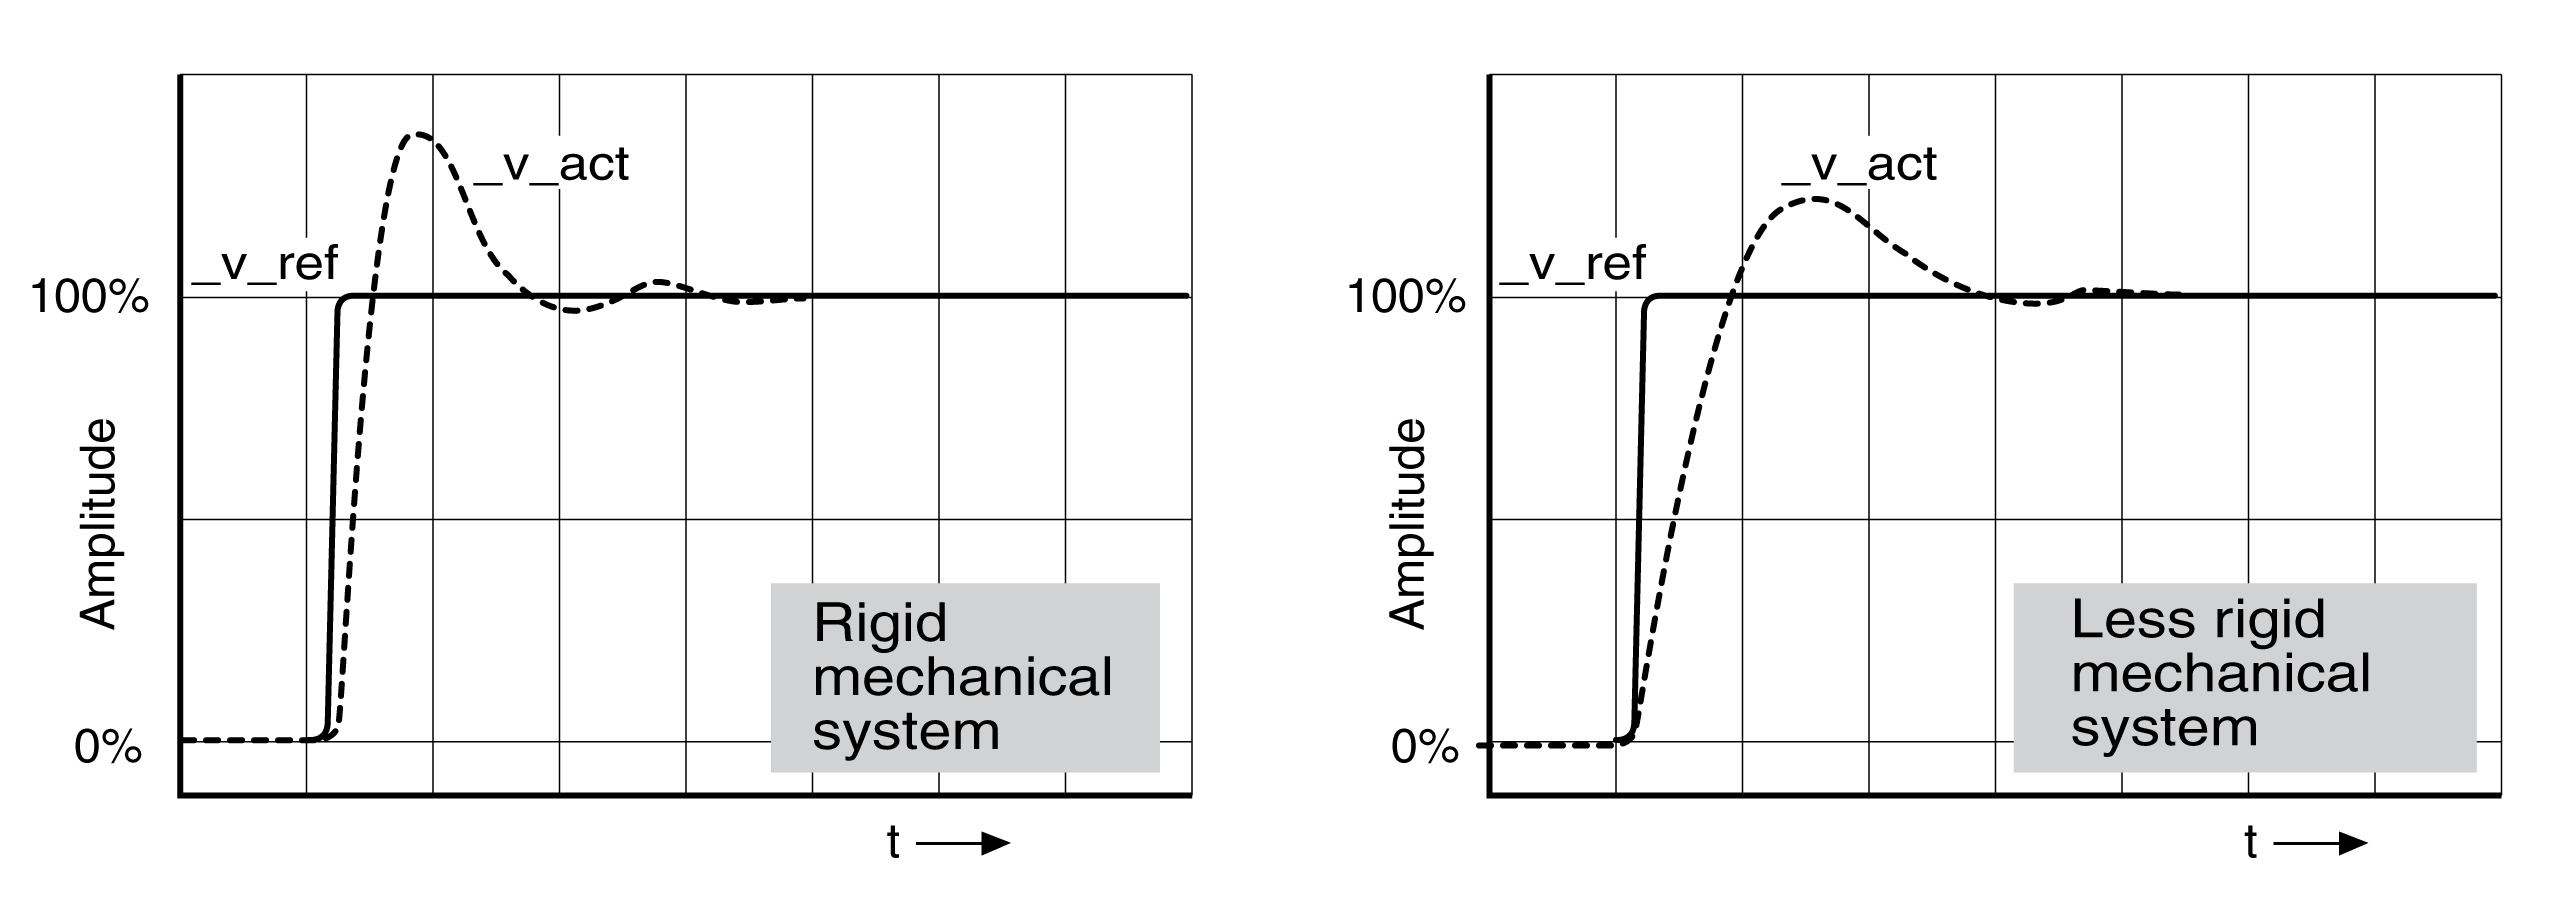 _v_act
_v_ref
100%
Amplitude
0%
Rigid
mechanical
system
t
_v_act
_v_ref
100%
Amplitude
0%
Less rigid
mechanical
system
t